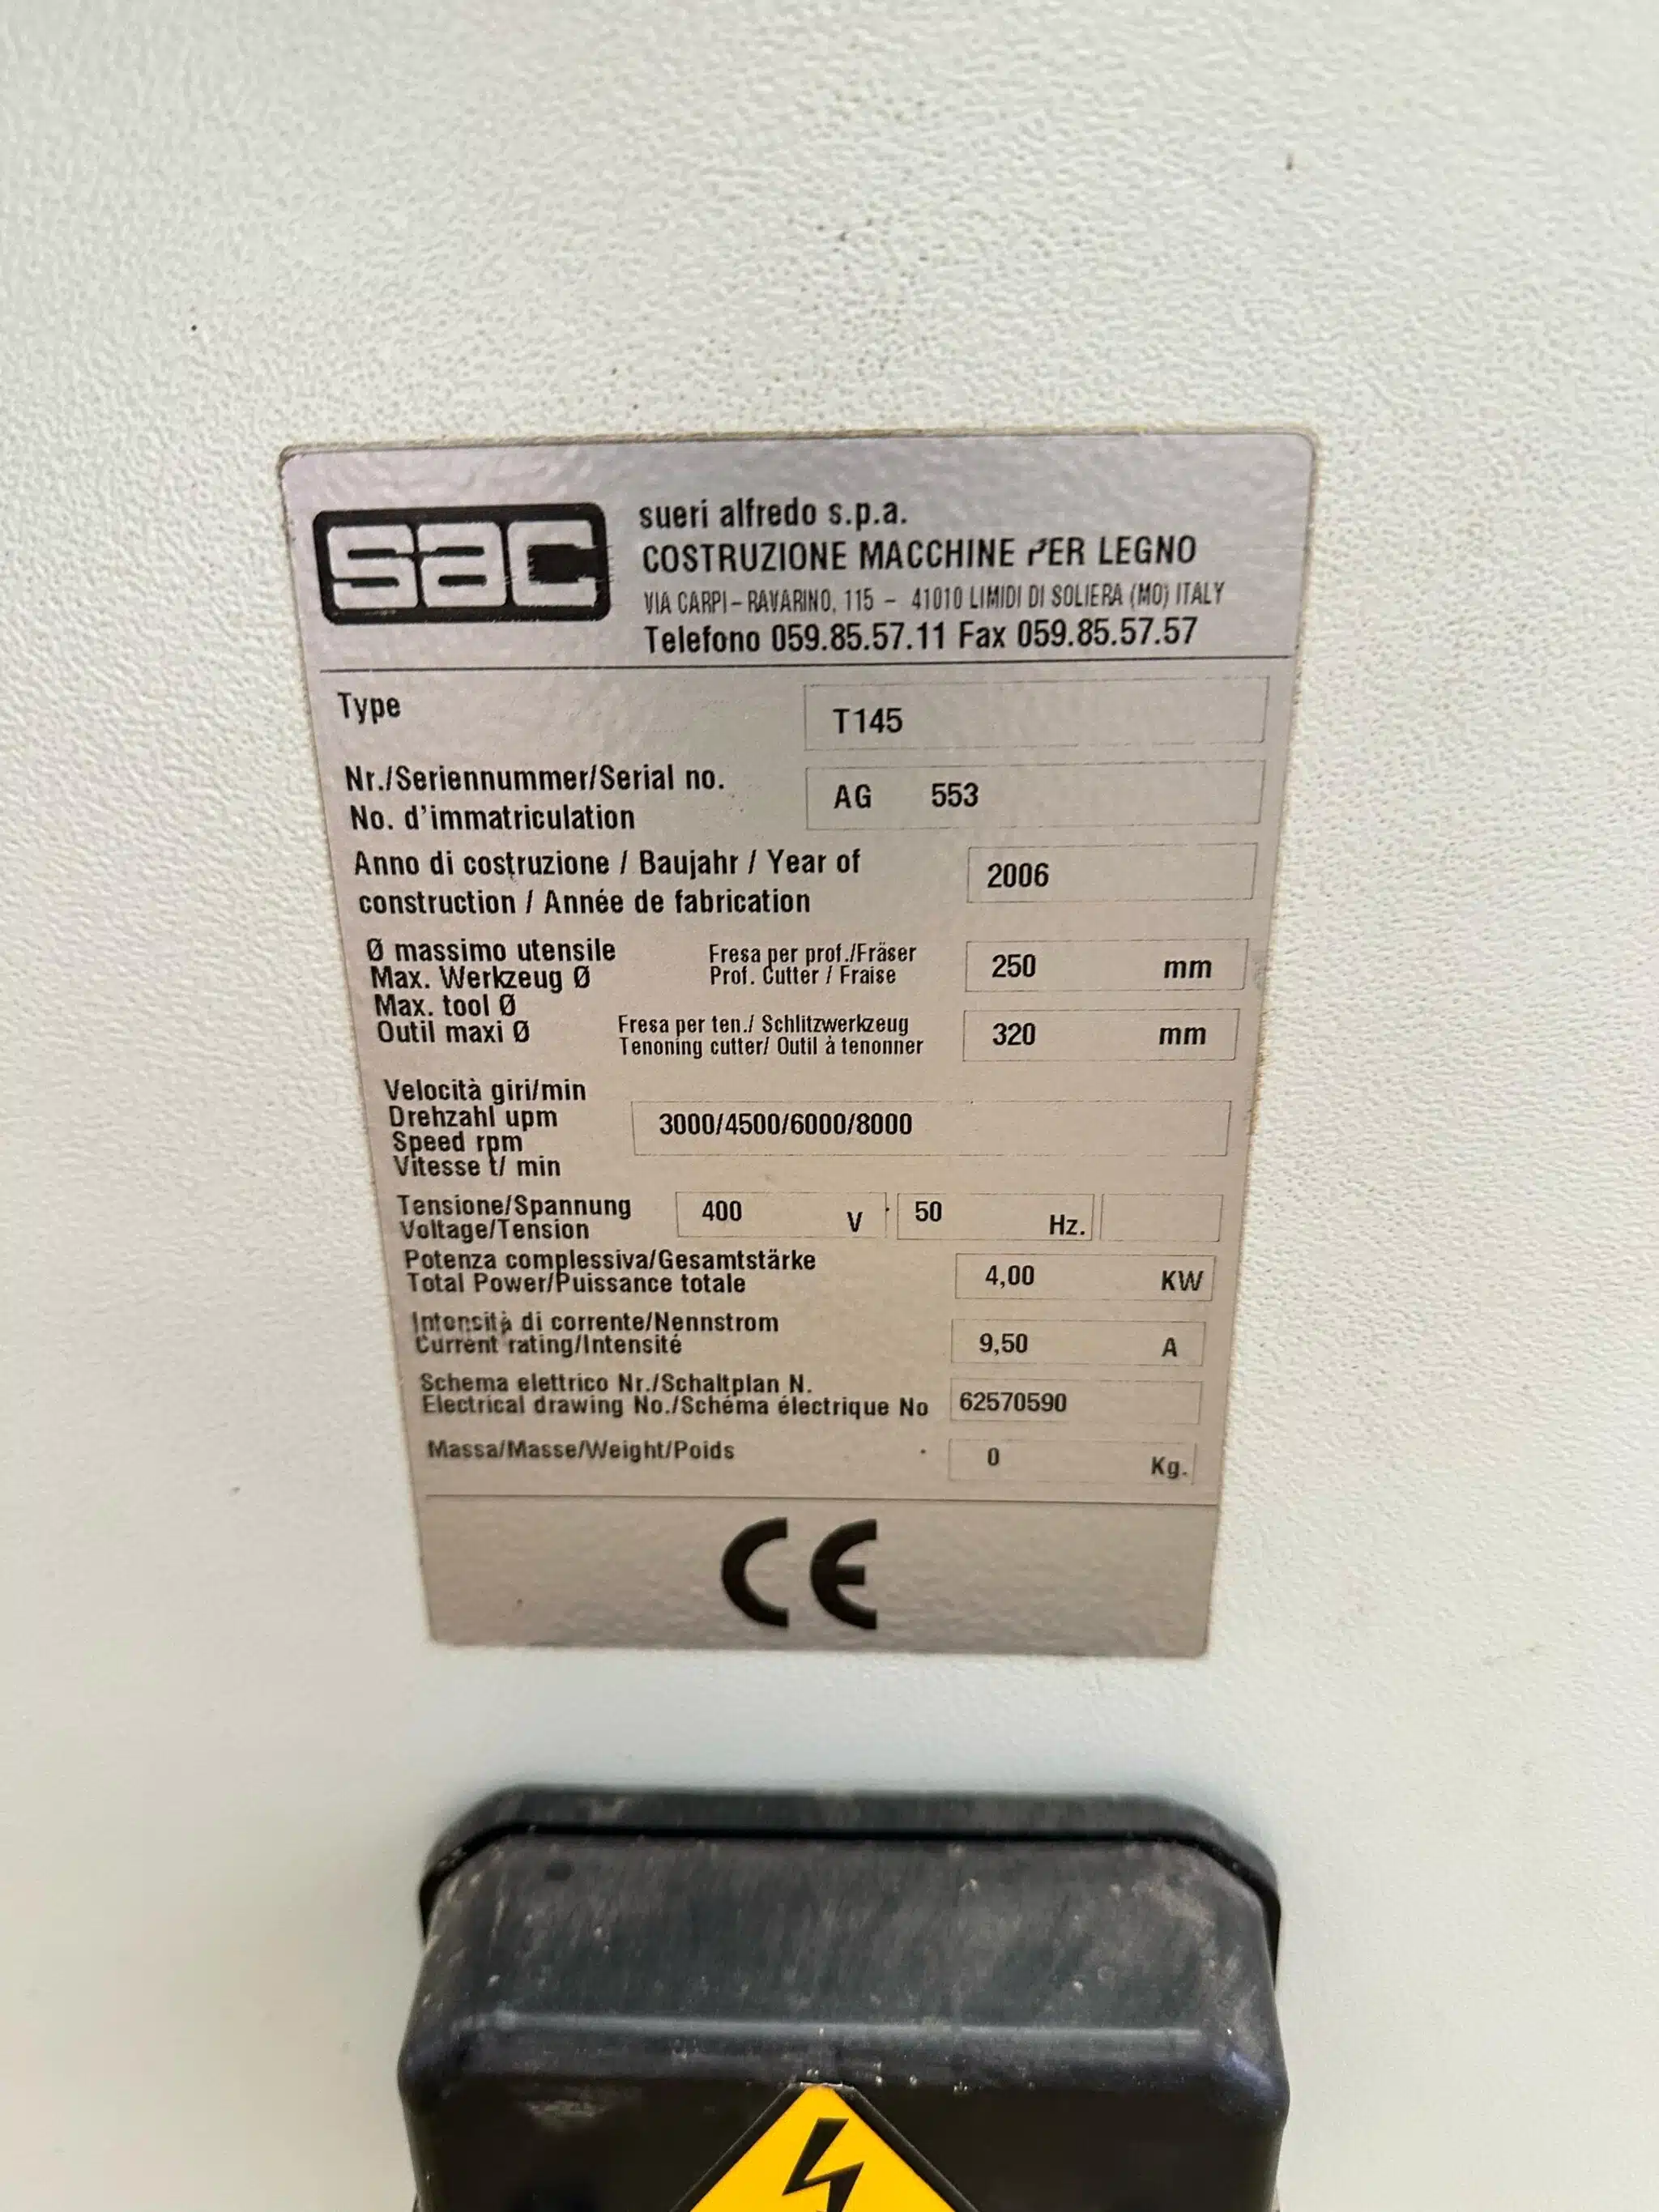 sac
sueri alfredo s.p.a.
COSTRUZIONE MACCHINE PER LEGNO
VIA CARPI – RAVARINO, 115 – 41010 LIMIDI DI SOLIERA (MO) ITALY
Telefono 059.85.57.11 Fax 059.85.57.57
Type T145
Nr./Seriennummer/Serial no. AG 553
No. d'immatriculation
Anno di costruzione / Baujahr / Year of 2006
construction / Année de fabrication
Ø massimo utensile Fresa per prof./Fräser 250 mm
Max. Werkzeug Ø Prof. Cutter / Fraise
Max. tool Ø
Outil maxi Ø Fresa per ten./ Schlitzwerkzeug 320 mm
Tenoning cutter/ Outil à tenonner
Velocità giri/min
Drehzahl upm 3000/4500/6000/8000
Speed rpm
Vitesse t/ min
Tensione/Spannung 400 V 50 Hz.
Voltage/Tension
Potenza complessiva/Gesamtstärke 4,00 KW
Total Power/Puissance totale
Intensità di corrente/Nennstrom 9,50 A
Current rating/Intensité
Schema elettrico Nr./Schaltplan N. 62570590
Electrical drawing No./Schéma électrique No
Massa/Masse/Weight/Poids 0 Kg.
CE